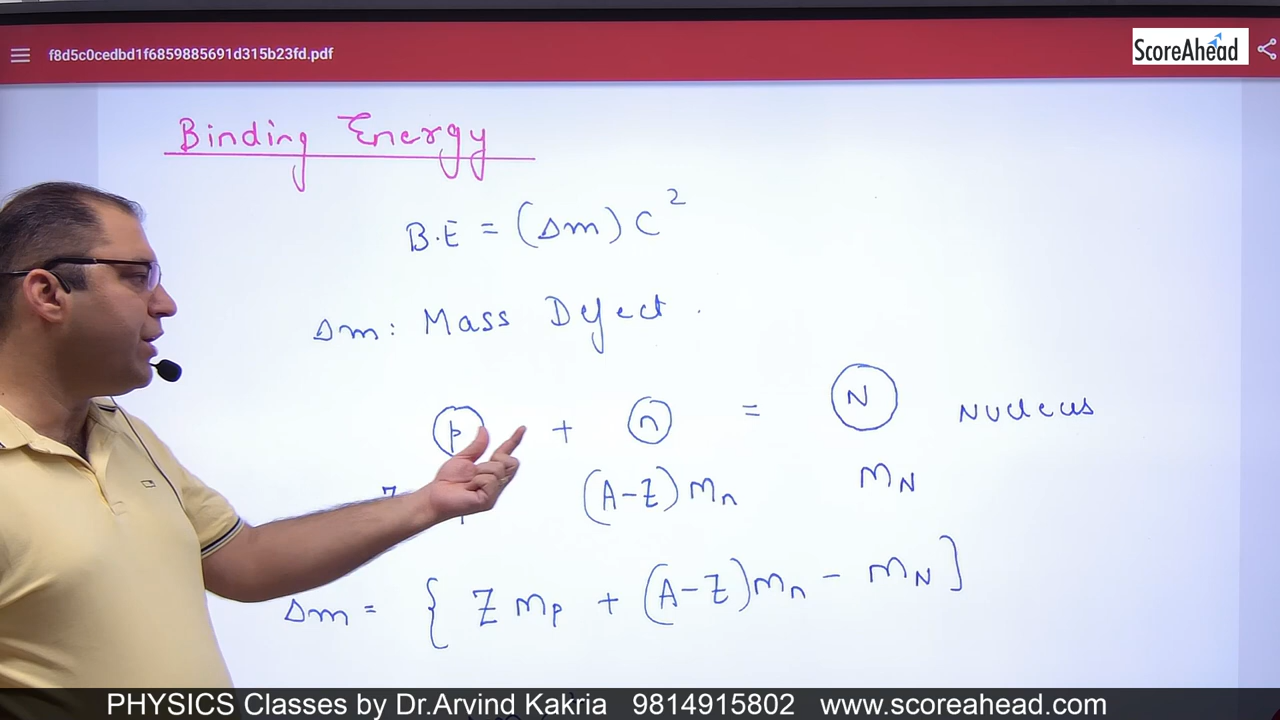 f8d5c0cedbd1f6859885691d315b23fd.pdf
ScoreAhead
Binding Energy
B.E = (Δm) C²
Δm : Mass Defect .
p + n = N Nucleus
(A-Z) Mn MN
Δm = { Z mp + (A-Z) mn - MN ]
PHYSICS Classes by Dr.Arvind Kakria 9814915802 www.scoreahead.com